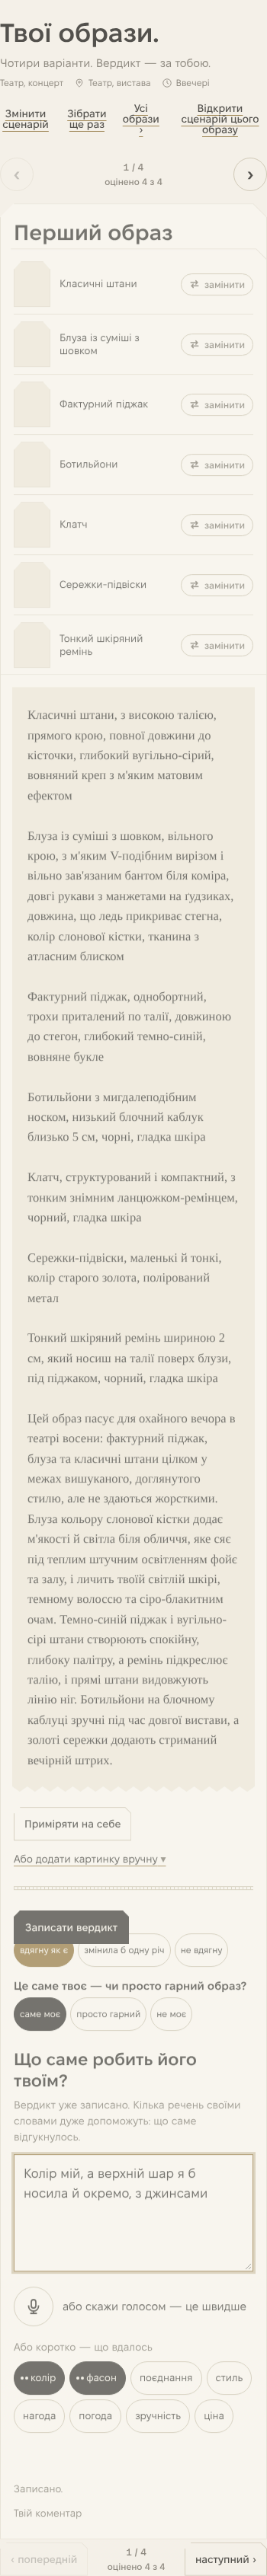 Твої образи.
Чотири варіанти. Вердикт — за тобою.
Театр, концерт Театр, вистава Ввечері
Змінити сценарій
Зібрати ще раз
Усі образи ›
Відкрити сценарій цього образу
‹
1 / 4
оцінено 4 з 4
›
Перший образ
Класичні штани
замінити
Блуза із суміші з
шовком
замінити
Фактурний піджак
замінити
Ботильйони
замінити
Клатч
замінити
Сережки-підвіски
замінити
Тонкий шкіряний
ремінь
замінити
Класичні штани, з високою талією,
прямого крою, повної довжини до
кісточки, глибокий вугільно-сірий,
вовняний креп з м'яким матовим
ефектом
Блуза із суміші з шовком, вільного
крою, з м'яким V-подібним вирізом і
вільно зав'язаним бантом біля коміра,
довгі рукави з манжетами на ґудзиках,
довжина, що ледь прикриває стегна,
колір слонової кістки, тканина з
атласним блиском
Фактурний піджак, однобортний,
трохи приталений по талії, довжиною
до стегон, глибокий темно-синій,
вовняне букле
Ботильйони з мигдалеподібним
носком, низький блочний каблук
близько 5 см, чорні, гладка шкіра
Клатч, структурований і компактний, з
тонким знімним ланцюжком-ремінцем,
чорний, гладка шкіра
Сережки-підвіски, маленькі й тонкі,
колір старого золота, полірований
метал
Тонкий шкіряний ремінь шириною 2
см, який носиш на талії поверх блузи,
під піджаком, чорний, гладка шкіра
Цей образ пасує для охайного вечора в
театрі восени: фактурний піджак,
блуза та класичні штани цілком у
межах вишуканого, доглянутого
стилю, але не здаються жорсткими.
Блуза кольору слонової кістки додає
м'якості й світла біля обличчя, яке сяє
під теплим штучним освітленням фойє
та залу, і личить твоїй світлій шкірі,
темному волоссю та сіро-блакитним
очам. Темно-синій піджак і вугільно-
сірі штани створюють спокійну,
глибоку палітру, а ремінь підкреслює
талію, і прямі штани видовжують
лінію ніг. Ботильйони на блочному
каблуці зручні під час довгої вистави, а
золоті сережки додають стриманий
вечірній штрих.
Приміряти на себе
Або додати картинку вручну ▾
Записати вердикт
вдягну як є
змінила б одну річ
не вдягну
Це саме твоє — чи просто гарний образ?
саме моє
просто гарний
не моє
Що саме робить його
твоїм?
Вердикт уже записано. Кілька речень своїми
словами дуже допоможуть: що саме
відгукнулось.
Колір мій, а верхній шар я б
носила й окремо, з джинсами
або скажи голосом — це швидше
Або коротко — що вдалось
колір
фасон
поєднання
стиль
нагода
погода
зручність
ціна
Записано.
Твій коментар
‹ попередній
1 / 4
оцінено 4 з 4
наступний ›